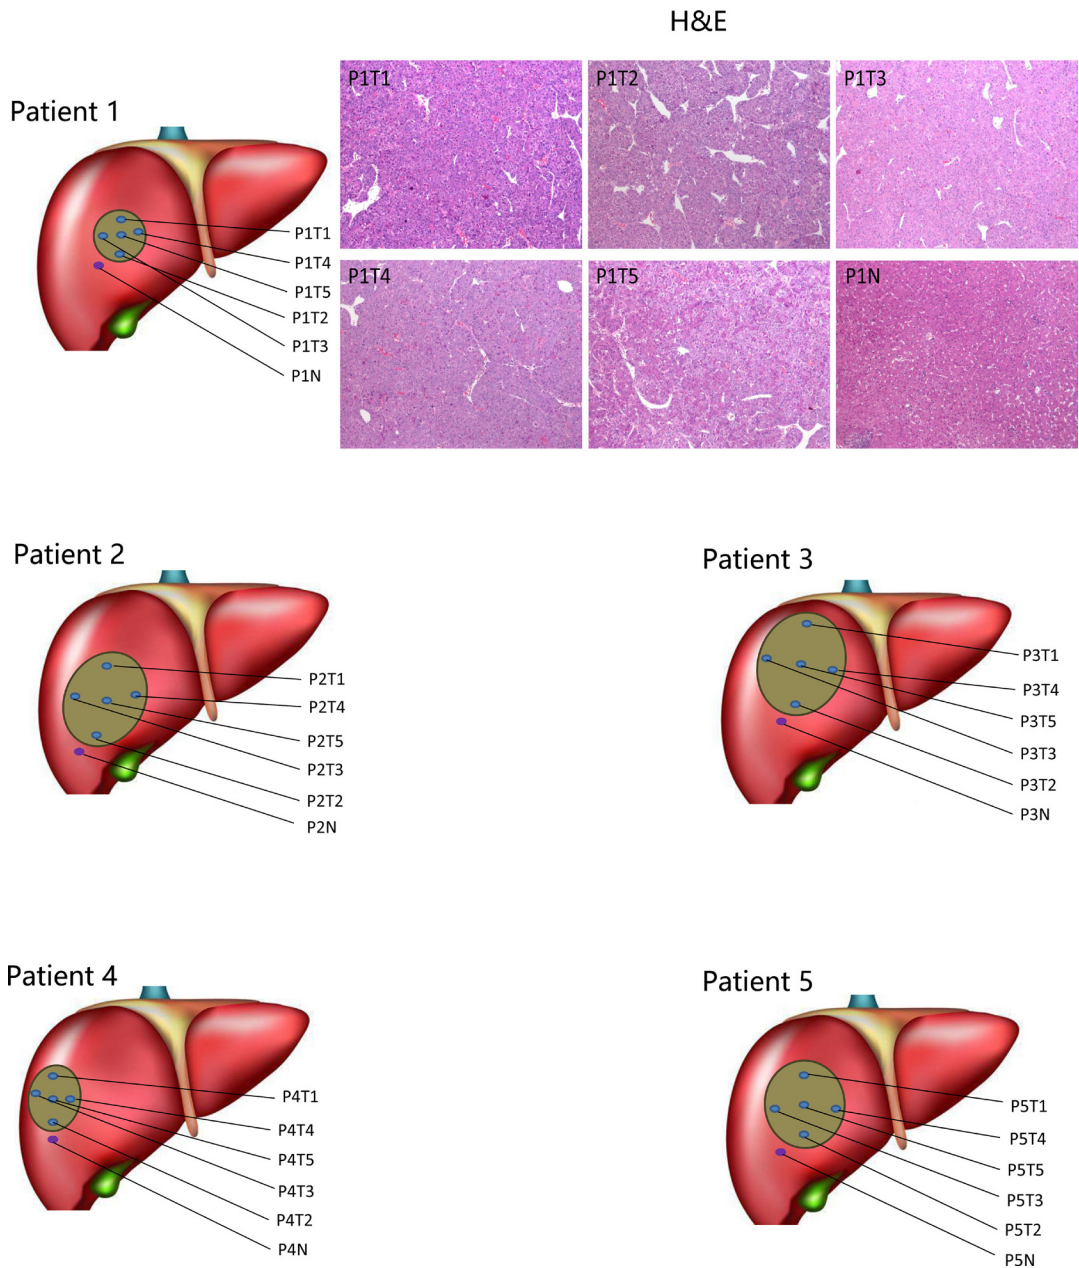 H&E
Patient 1
P1T1
P1T2
P1T3
P1T4
P1T5
P1N
P1T1
P1T4
P1T5
P1T2
P1T3
P1N
Patient 2
P2T1
P2T4
P2T5
P2T3
P2T2
P2N
Patient 3
P3T1
P3T4
P3T5
P3T3
P3T2
P3N
Patient 4
P4T1
P4T4
P4T5
P4T3
P4T2
P4N
Patient 5
P5T1
P5T4
P5T5
P5T3
P5T2
P5N